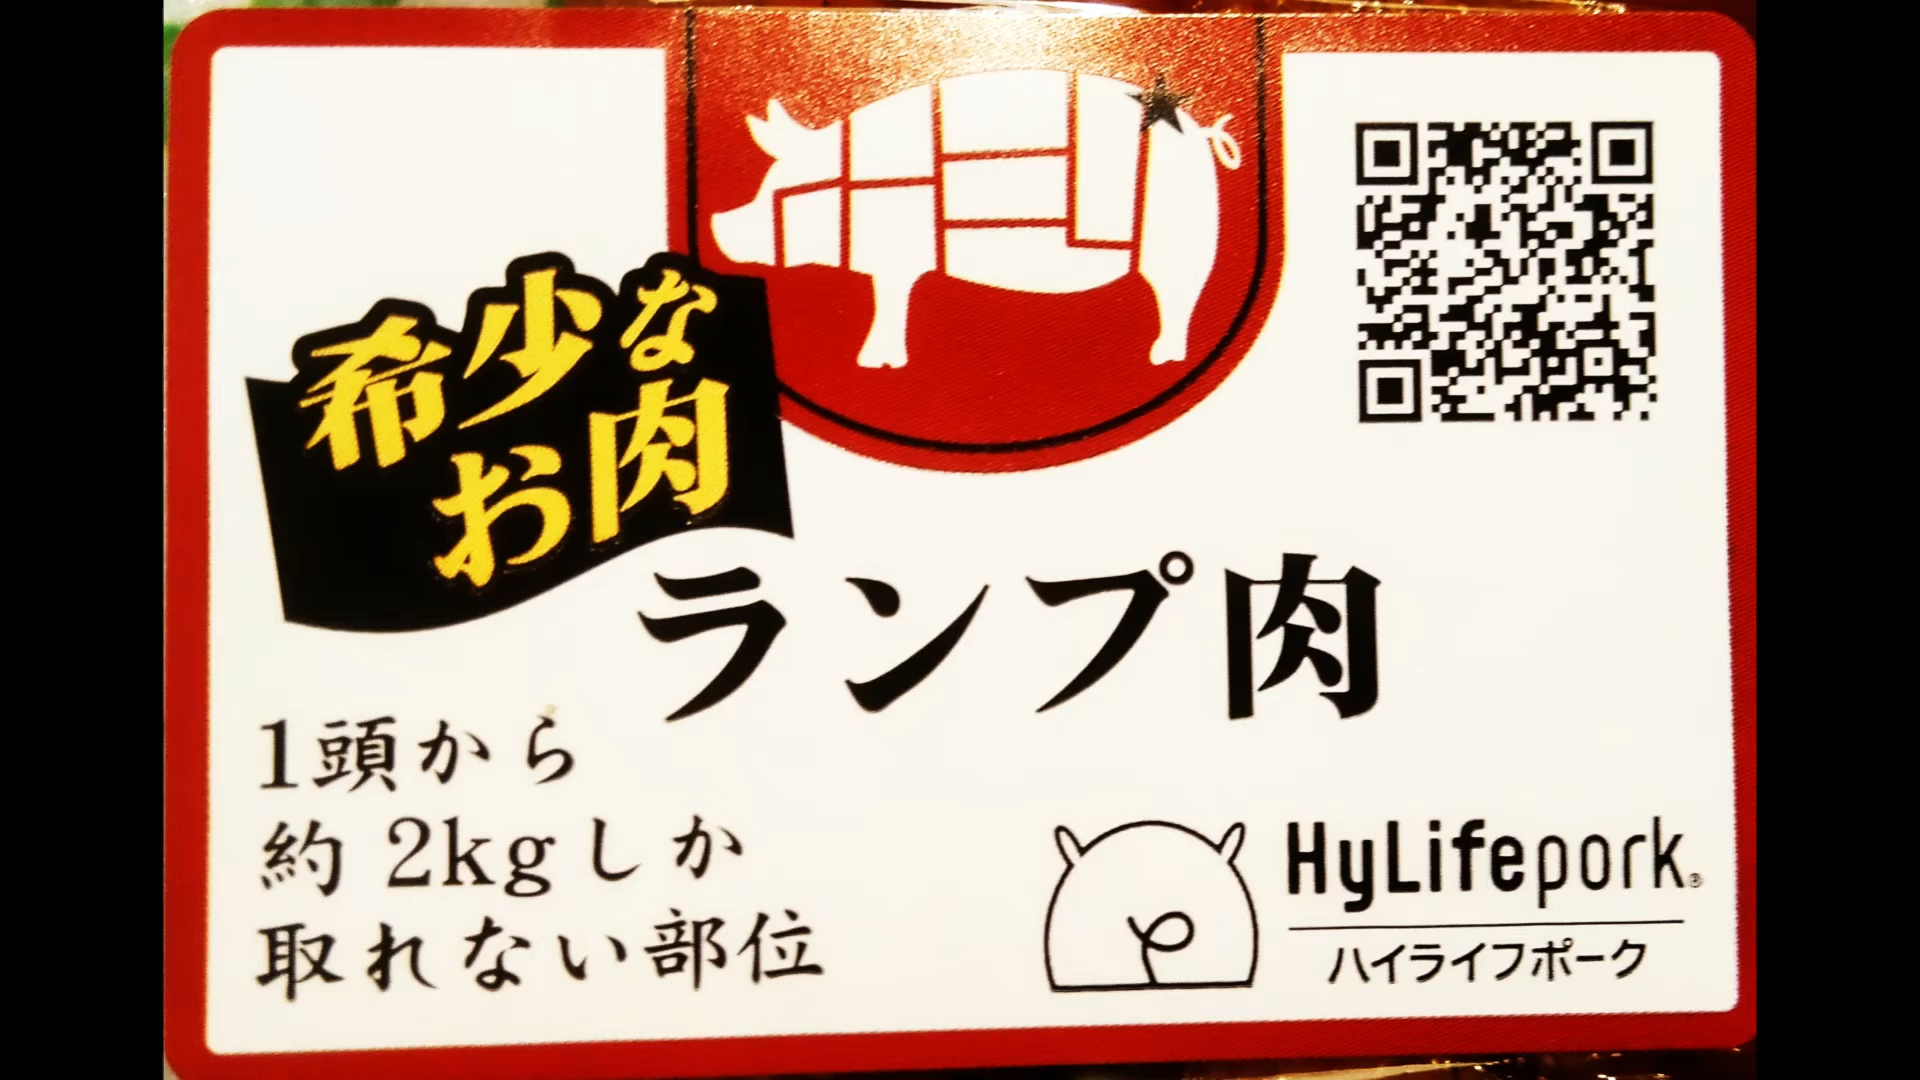 希少な
お肉
ランプ肉
1頭から
約2kgしか
取れない部位
HyLifepork®
ハイライフポーク